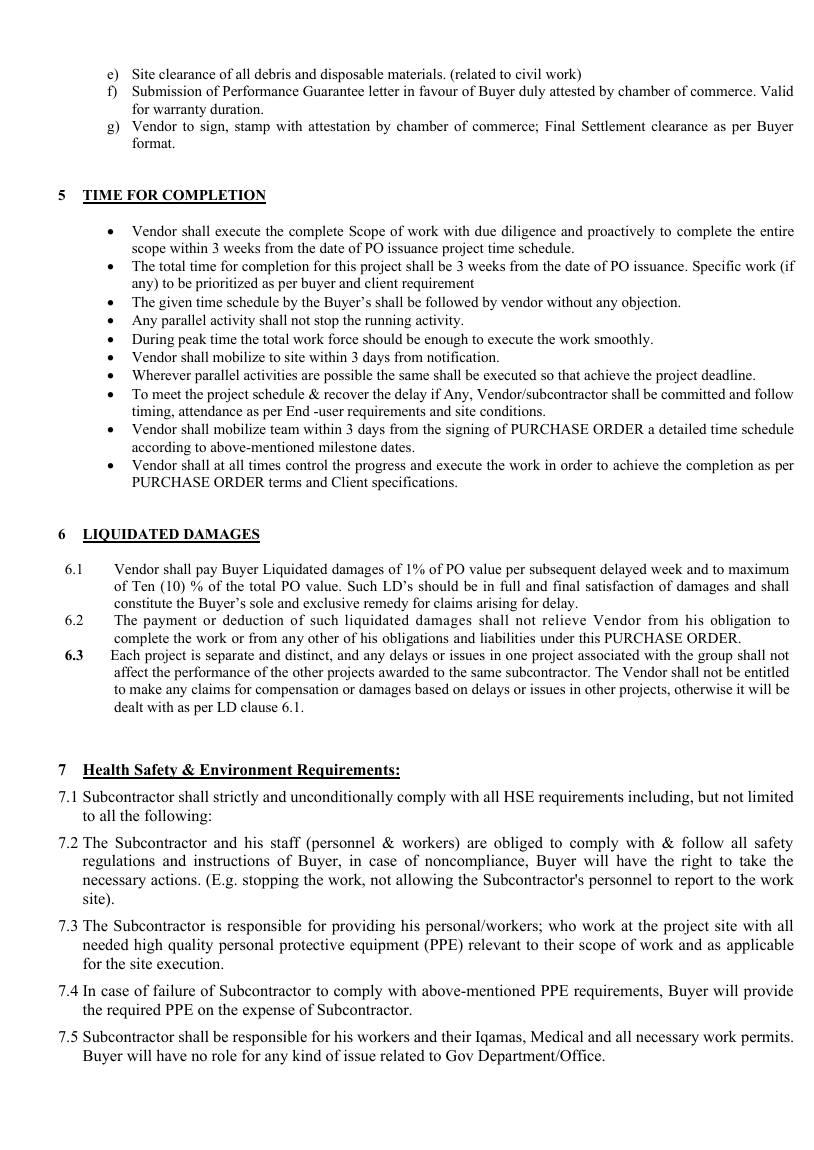 e) Site clearance of all debris and disposable materials. (related to civil work)
f) Submission of Performance Guarantee letter in favour of Buyer duly attested by chamber of commerce. Valid
for warranty duration.
g) Vendor to sign, stamp with attestation by chamber of commerce; Final Settlement clearance as per Buyer
format.
5 TIME FOR COMPLETION
• Vendor shall execute the complete Scope of work with due diligence and proactively to complete the entire
scope within 3 weeks from the date of PO issuance project time schedule.
• The total time for completion for this project shall be 3 weeks from the date of PO issuance. Specific work (if
any) to be prioritized as per buyer and client requirement
• The given time schedule by the Buyer’s shall be followed by vendor without any objection.
• Any parallel activity shall not stop the running activity.
• During peak time the total work force should be enough to execute the work smoothly.
• Vendor shall mobilize to site within 3 days from notification.
• Wherever parallel activities are possible the same shall be executed so that achieve the project deadline.
• To meet the project schedule & recover the delay if Any, Vendor/subcontractor shall be committed and follow
timing, attendance as per End -user requirements and site conditions.
• Vendor shall mobilize team within 3 days from the signing of PURCHASE ORDER a detailed time schedule
according to above-mentioned milestone dates.
• Vendor shall at all times control the progress and execute the work in order to achieve the completion as per
PURCHASE ORDER terms and Client specifications.
6 LIQUIDATED DAMAGES
6.1 Vendor shall pay Buyer Liquidated damages of 1% of PO value per subsequent delayed week and to maximum
of Ten (10) % of the total PO value. Such LD’s should be in full and final satisfaction of damages and shall
constitute the Buyer’s sole and exclusive remedy for claims arising for delay.
6.2 The payment or deduction of such liquidated damages shall not relieve Vendor from his obligation to
complete the work or from any other of his obligations and liabilities under this PURCHASE ORDER.
6.3 Each project is separate and distinct, and any delays or issues in one project associated with the group shall not
affect the performance of the other projects awarded to the same subcontractor. The Vendor shall not be entitled
to make any claims for compensation or damages based on delays or issues in other projects, otherwise it will be
dealt with as per LD clause 6.1.
7 Health Safety & Environment Requirements:
7.1 Subcontractor shall strictly and unconditionally comply with all HSE requirements including, but not limited
to all the following:
7.2 The Subcontractor and his staff (personnel & workers) are obliged to comply with & follow all safety
regulations and instructions of Buyer, in case of noncompliance, Buyer will have the right to take the
necessary actions. (E.g. stopping the work, not allowing the Subcontractor's personnel to report to the work
site).
7.3 The Subcontractor is responsible for providing his personal/workers; who work at the project site with all
needed high quality personal protective equipment (PPE) relevant to their scope of work and as applicable
for the site execution.
7.4 In case of failure of Subcontractor to comply with above-mentioned PPE requirements, Buyer will provide
the required PPE on the expense of Subcontractor.
7.5 Subcontractor shall be responsible for his workers and their Iqamas, Medical and all necessary work permits.
Buyer will have no role for any kind of issue related to Gov Department/Office.